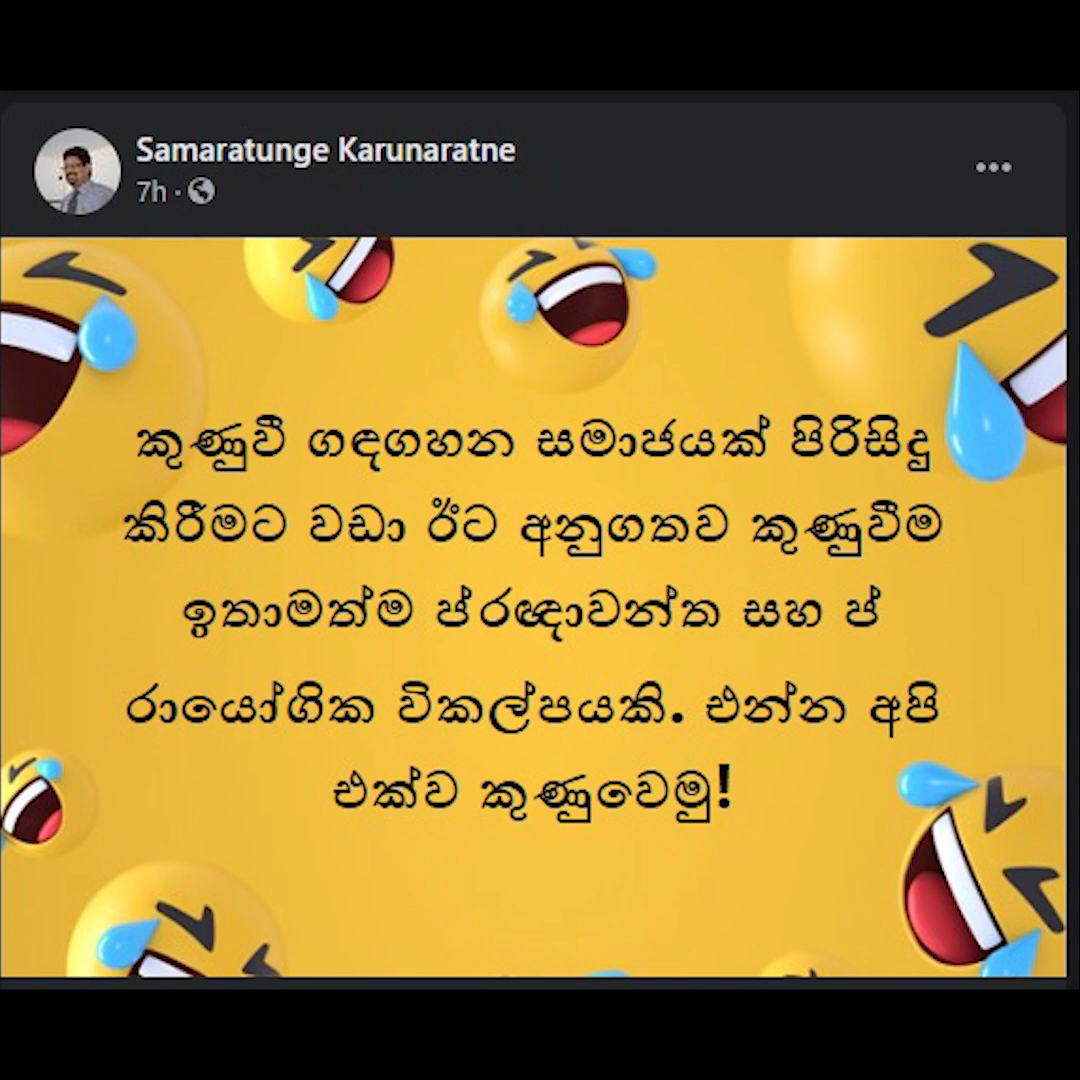 Samaratunge Karunaratne
7h ·
කුණුවී ගඳගහන සමාජයක් පිරිසිදු
කිරීමට වඩා ඊට අනුගතව කුණුවීම
ඉතාමත්ම ප්‍රඥාවන්ත සහ ප්
රායෝගික විකල්පයකි. එන්න අපි
එක්ව කුණුවෙමු!